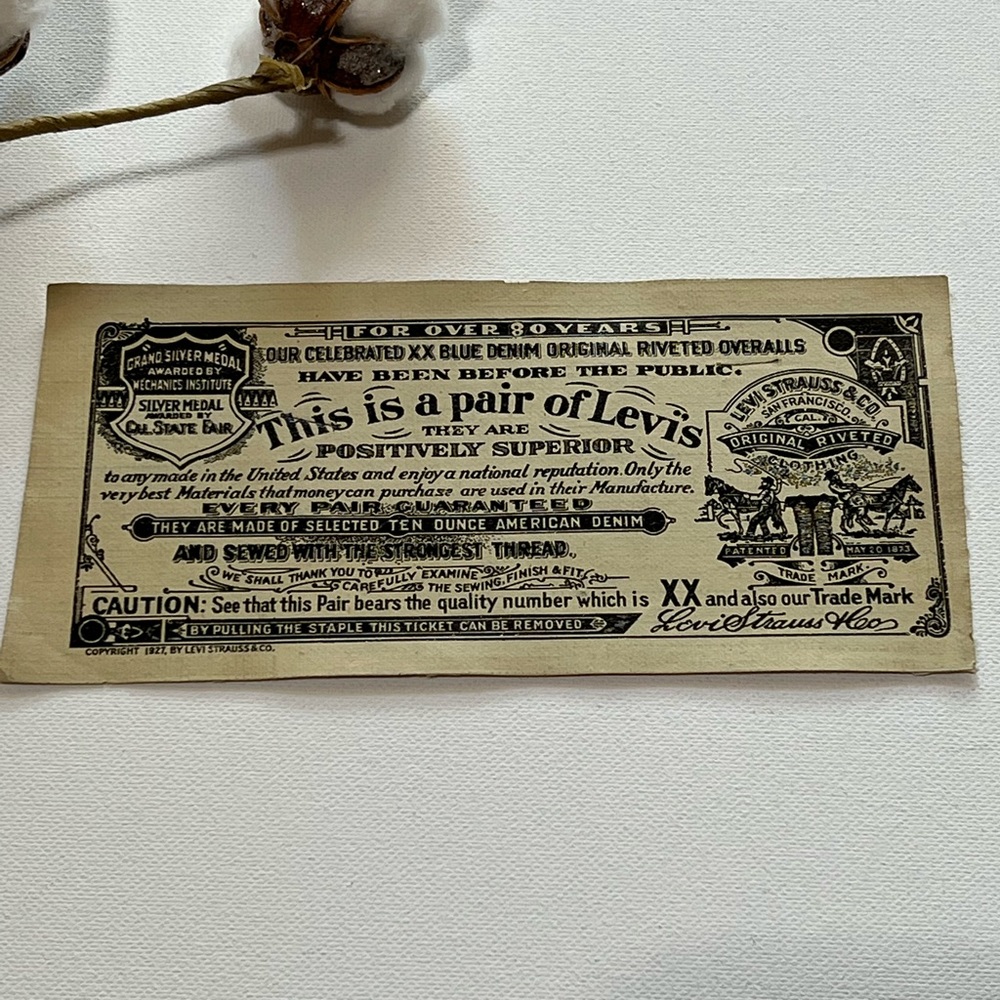 FOR OVER 80 YEARS
OUR CELEBRATED XX BLUE DENIM ORIGINAL RIVETED OVERALLS
HAVE BEEN BEFORE THE PUBLIC.
This is a pair of Levi's
THEY ARE
POSITIVELY SUPERIOR
to any made in the United States and enjoy a national reputation. Only the
very best Materials that money can purchase are used in their Manufacture.
EVERY PAIR GUARANTEED
THEY ARE MADE OF SELECTED TEN OUNCE AMERICAN DENIM
AND SEWED WITH THE STRONGEST THREAD.
WE SHALL THANK YOU TO CAREFULLY EXAMINE
THE SEWING, FINISH & FIT
CAUTION: See that this Pair bears the quality number which is XX and also our Trade Mark
BY PULLING THE STAPLE THIS TICKET CAN BE REMOVED
Levi Strauss & Co
COPYRIGHT 1927, BY LEVI STRAUSS & CO.
GRAND SILVER MEDAL
AWARDED BY
MECHANICS INSTITUTE
SILVER MEDAL
AWARDED BY
CAL. STATE FAIR
LEVI STRAUSS & CO.
SAN FRANCISCO.
CAL.
ORIGINAL RIVETED
CLOTHING
PATENTED MAY 20 1873
TRADE MARK